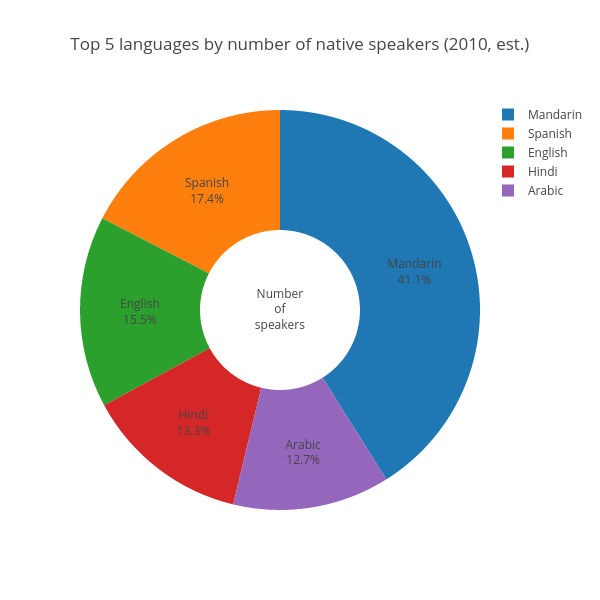 Top 5 languages by number of native speakers (2010, est.)
Mandarin
Spanish
English
Hindi
Arabic
Spanish
17.4%
Mandarin
41.1%
English
15.5%
Number
of
speakers
Hindi
13.3%
Arabic
12.7%